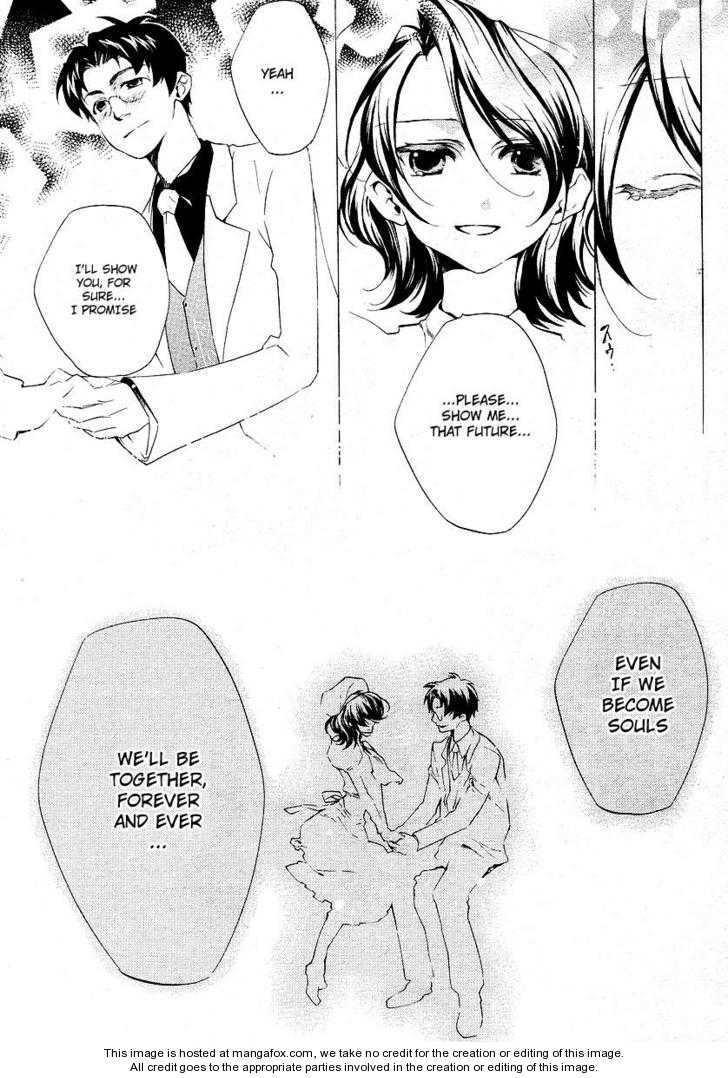 スゥ…
...PLEASE...
SHOW ME...
THAT FUTURE...
YEAH
...
I'LL SHOW
YOU, FOR
SURE...
I PROMISE
EVEN
IF WE
BECOME
SOULS
WE'LL BE
TOGETHER,
FOREVER
AND EVER
...
This image is hosted at mangafox.com, we take no credit for the creation or editing of this image.
All credit goes to the appropriate parties involved in the creation or editing of this image.